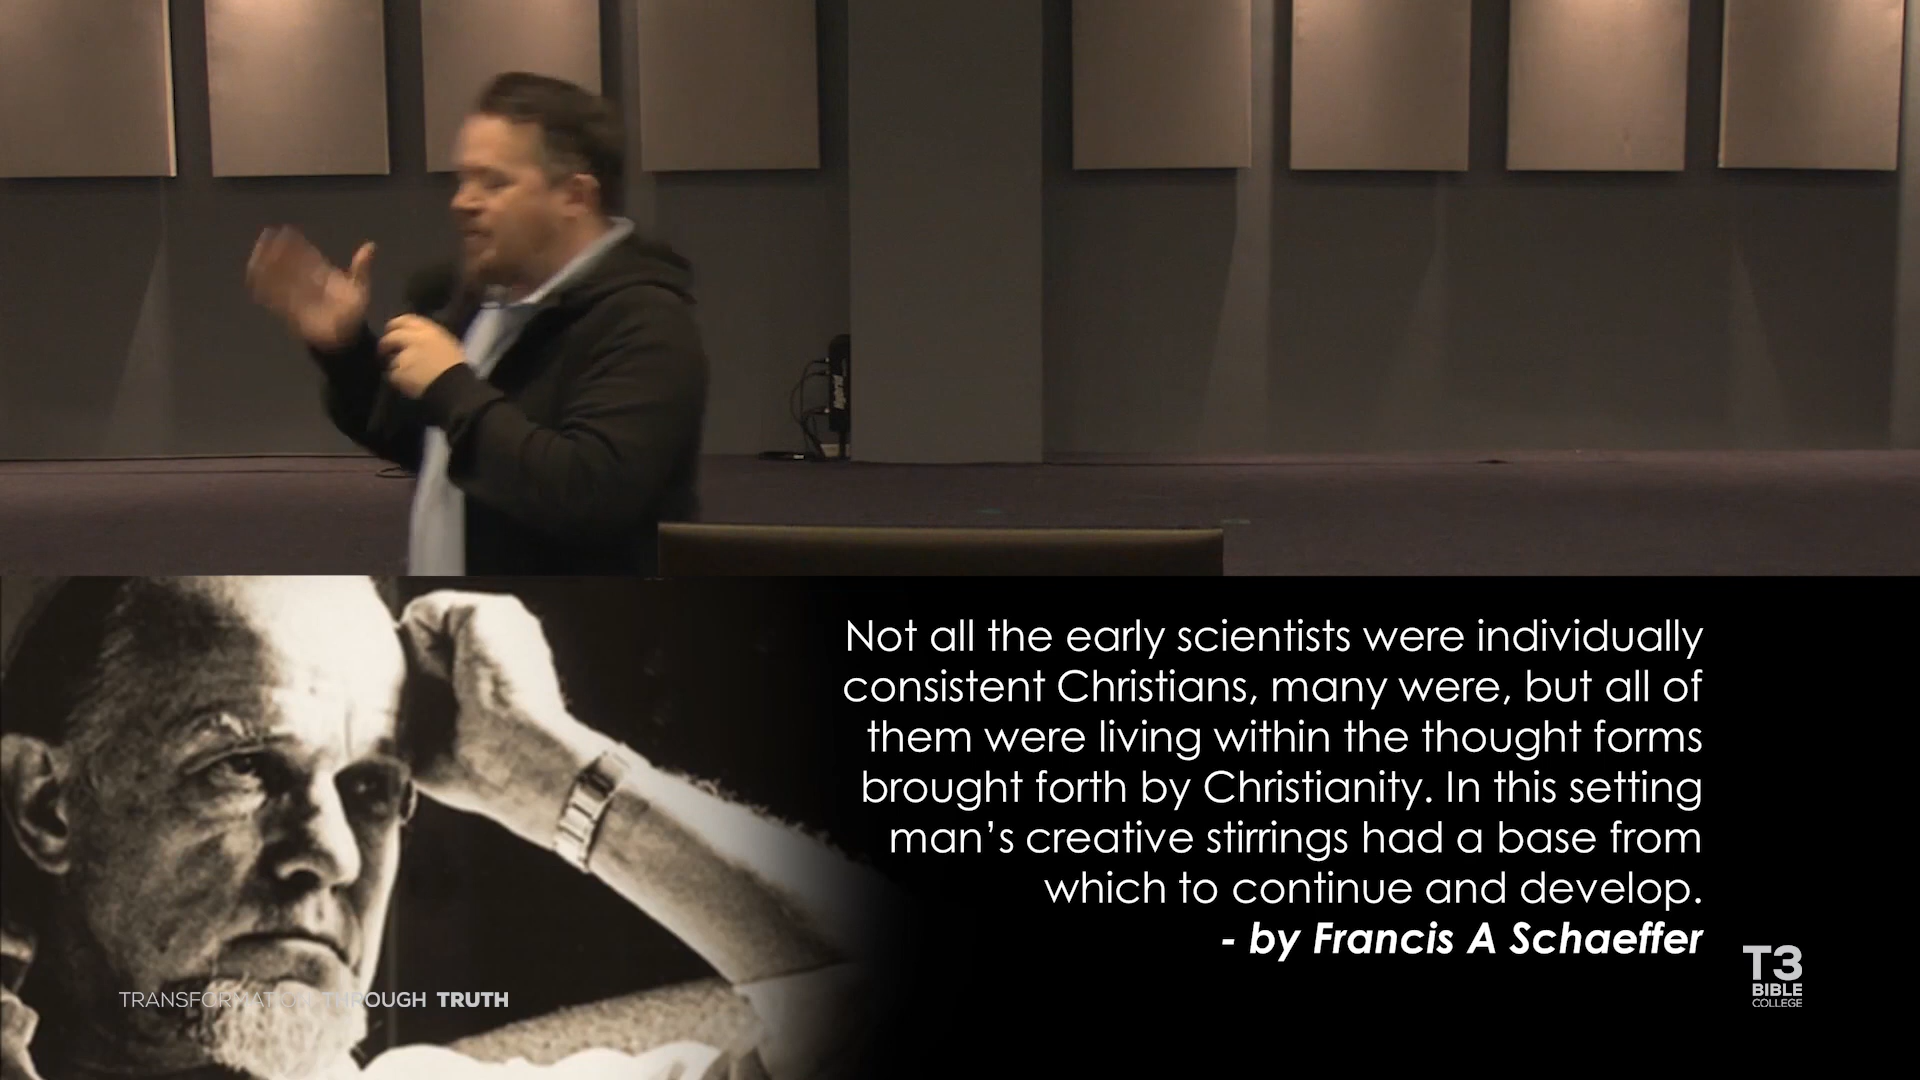 Not all the early scientists were individually
consistent Christians, many were, but all of
them were living within the thought forms
brought forth by Christianity. In this setting
man’s creative stirrings had a base from
which to continue and develop.
- by Francis A Schaeffer
TRANSFORMATION THROUGH TRUTH
T3
BIBLE
COLLEGE